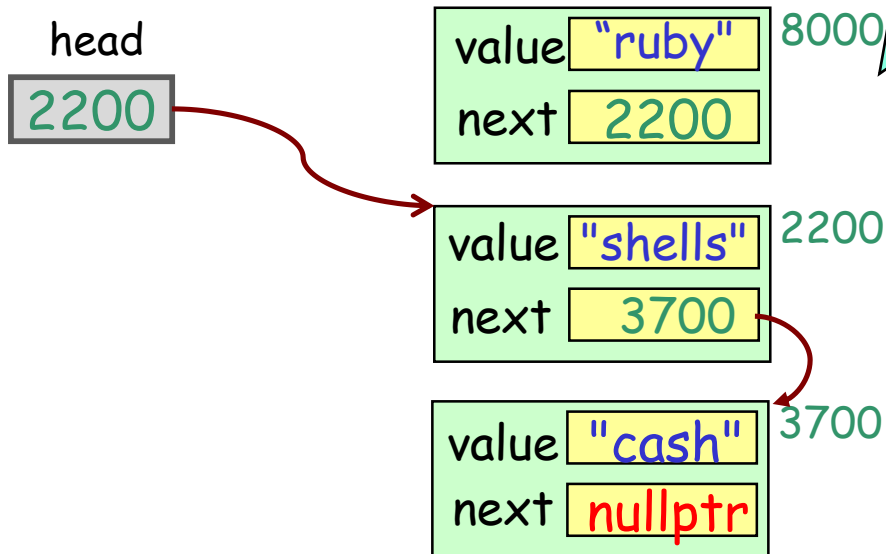 head
2200
value “ruby" 8000
next 2200
value "shells" 2200
next 3700
value "cash" 3700
next nullptr